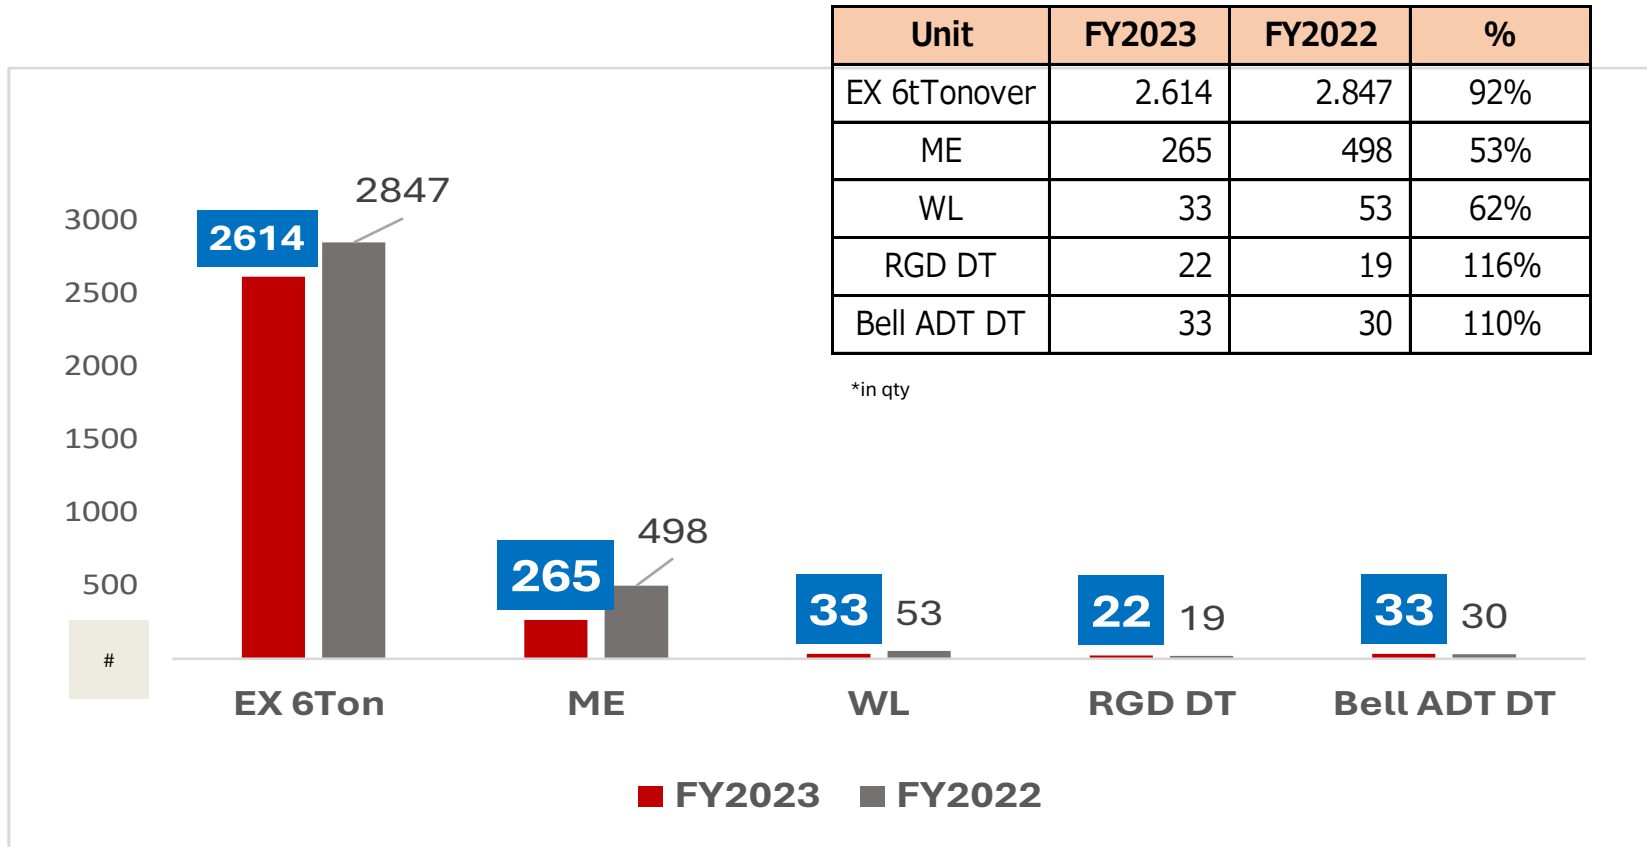 Unit FY2023 FY2022 %
EX 6tTonover 2.614 2.847 92%
ME 265 498 53%
WL 33 53 62%
RGD DT 22 19 116%
Bell ADT DT 33 30 110%
*in qty
3000
2500
2000
1500
1000
500
#
2614 2847
265 498
33 53
22 19
33 30
EX 6Ton ME WL RGD DT Bell ADT DT
FY2023 FY2022